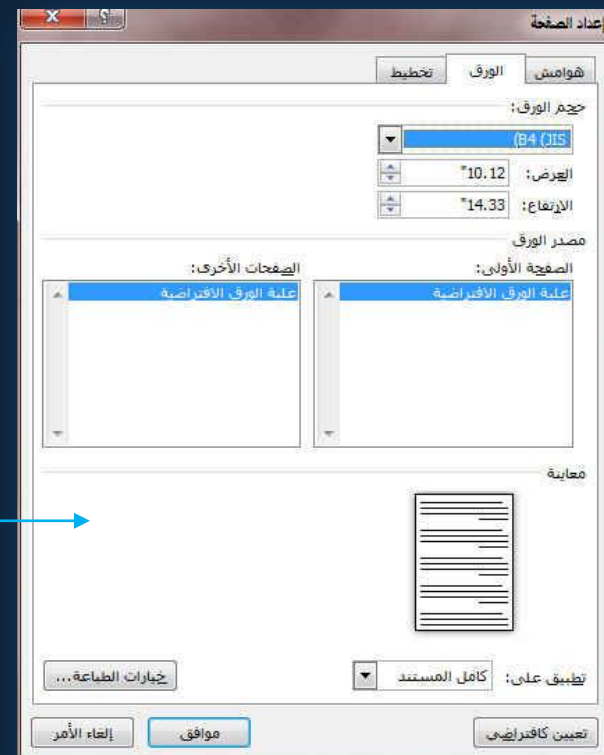 إعداد الصفحة
هوامش الورق تخطيط
حجم الورق:
(B4 (JIS
العرض: 10.12"
الارتفاع: 14.33"
مصدر الورق
الصفحة الأولى: الصفحات الأخرى:
علبة الورق الافتراضية علبة الورق الافتراضية
معاينة
تطبيق على: كامل المستند خيارات الطباعة...
تعيين كافتراضي موافق إلغاء الأمر